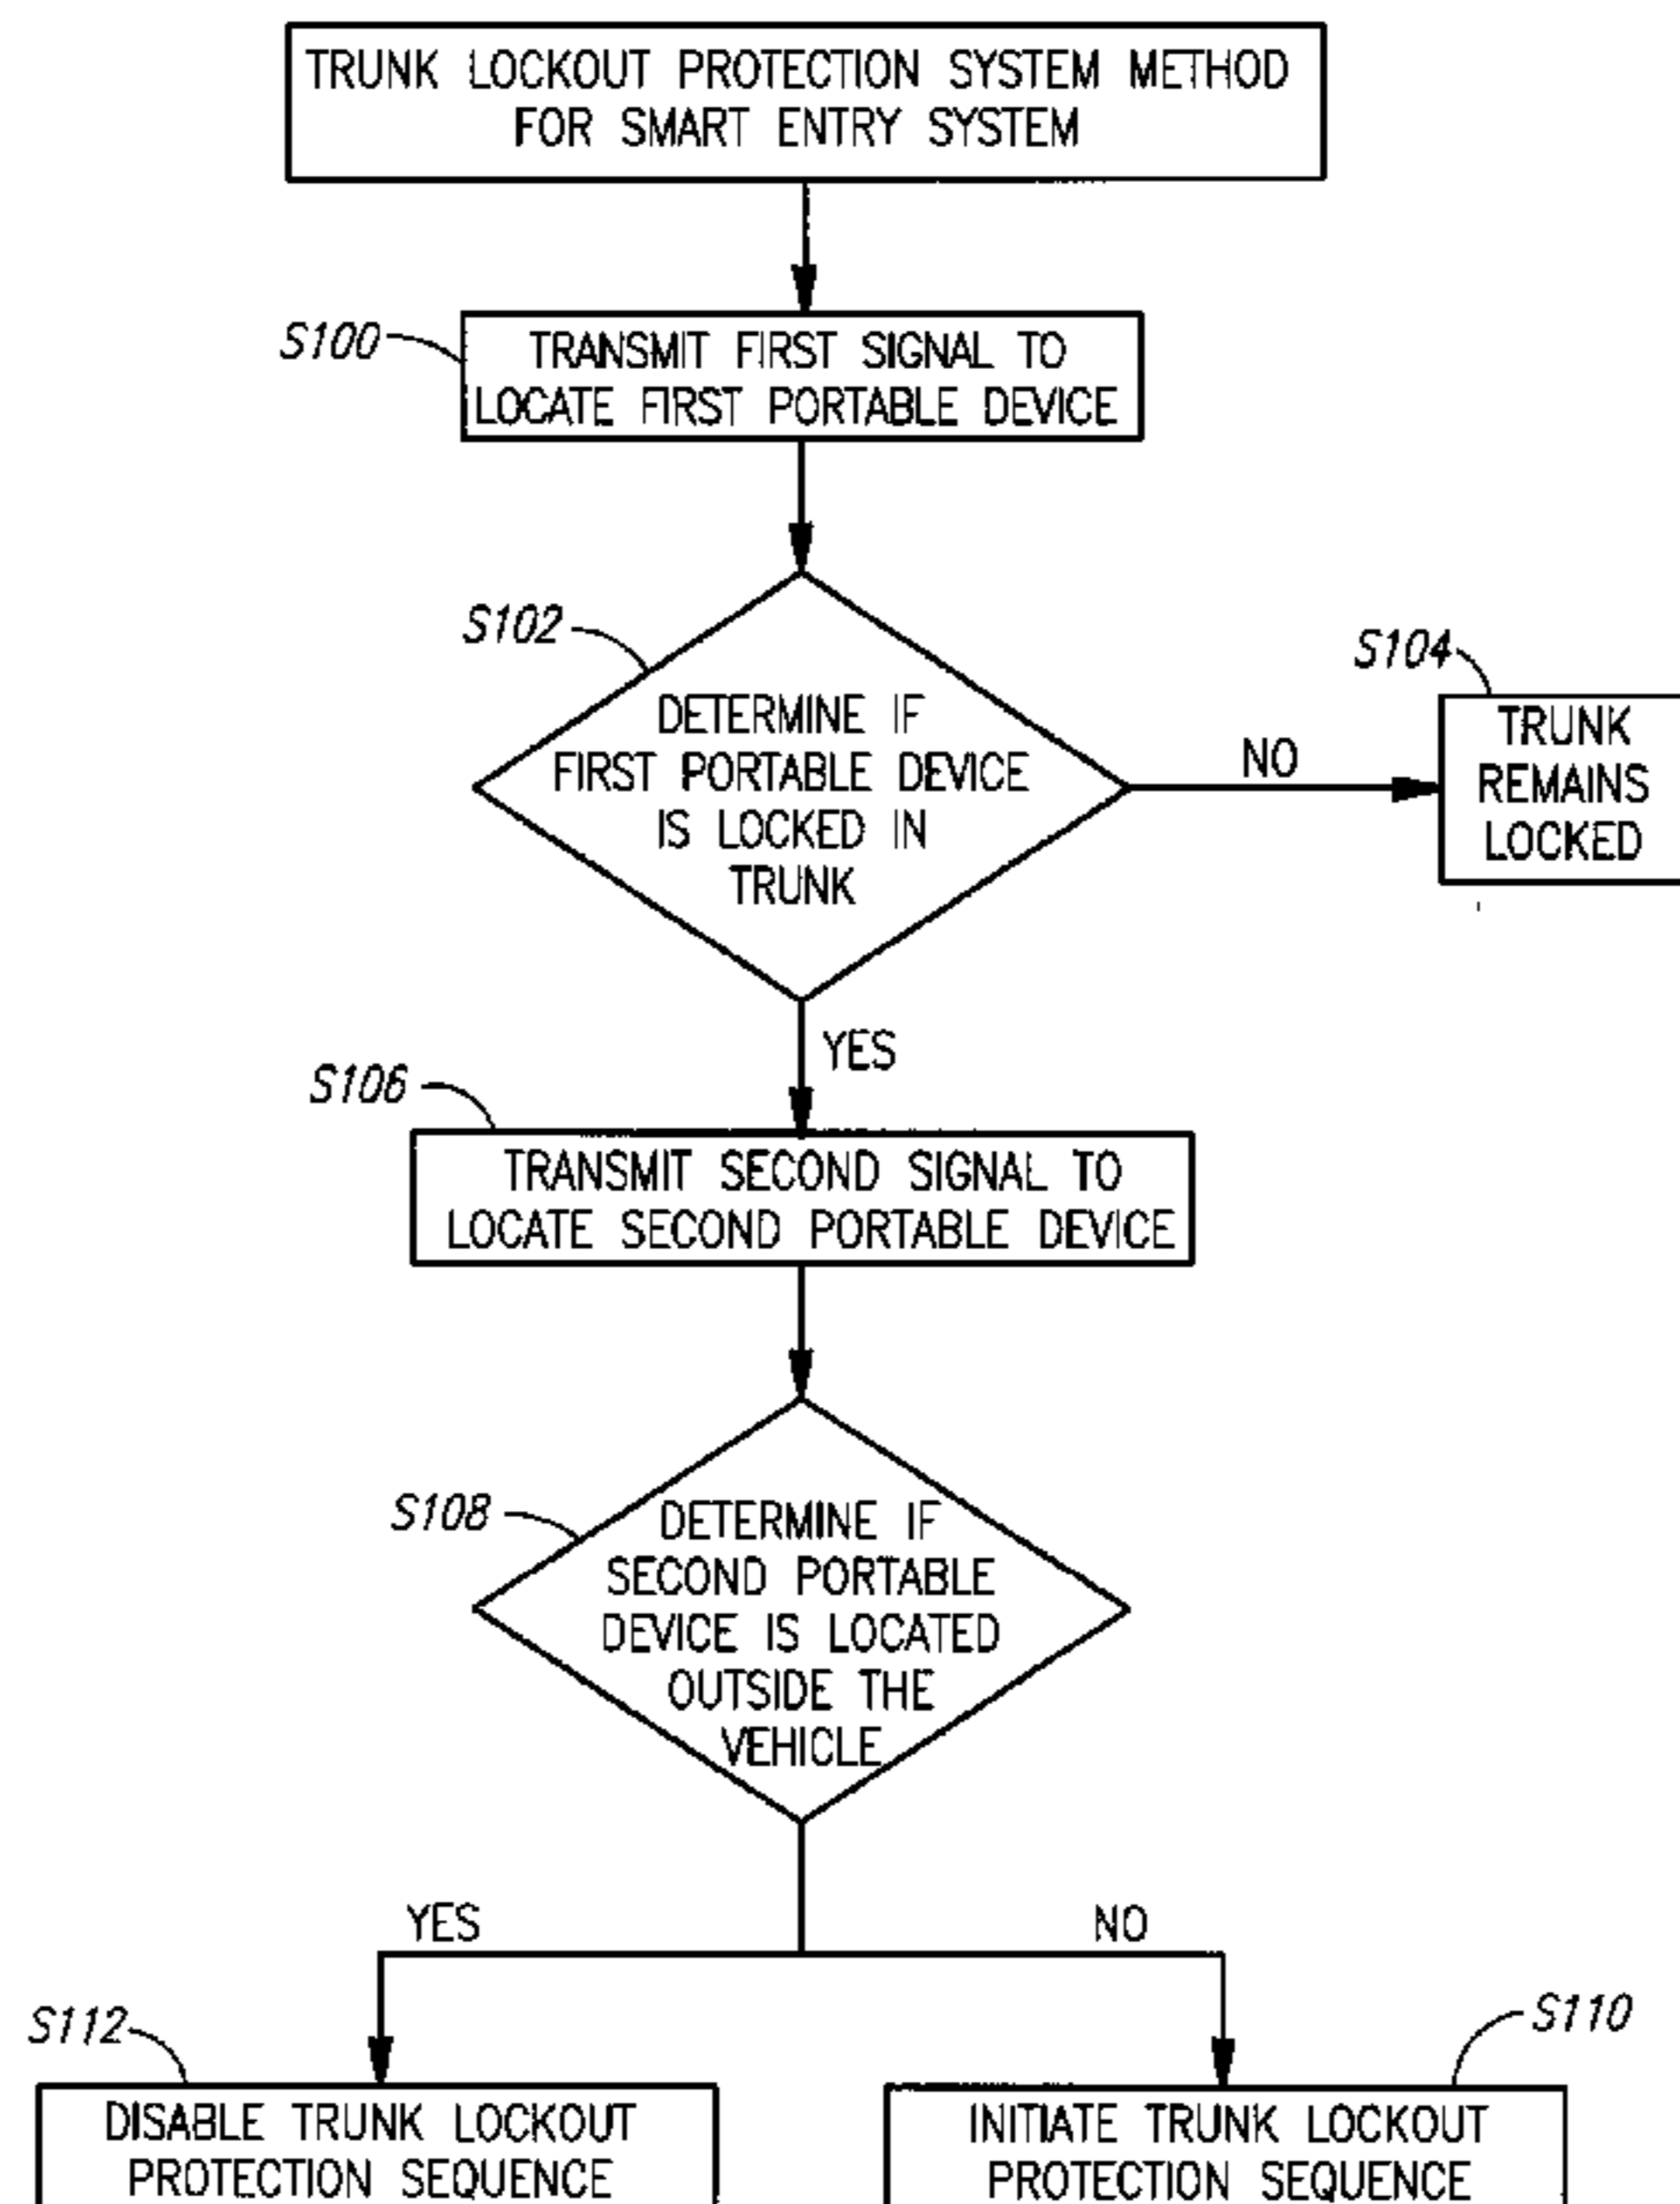 TRUNK LOCKOUT PROTECTION SYSTEM METHOD
FOR SMART ENTRY SYSTEM
S100
TRANSMIT FIRST SIGNAL TO
LOCATE FIRST PORTABLE DEVICE
S102
DETERMINE IF
FIRST PORTABLE DEVICE
IS LOCKED IN
TRUNK
NO
S104
TRUNK
REMAINS
LOCKED
YES
S106
TRANSMIT SECOND SIGNAL TO
LOCATE SECOND PORTABLE DEVICE
S108
DETERMINE IF
SECOND PORTABLE
DEVICE IS LOCATED
OUTSIDE THE
VEHICLE
YES
NO
S112
DISABLE TRUNK LOCKOUT
PROTECTION SEQUENCE
S110
INITIATE TRUNK LOCKOUT
PROTECTION SEQUENCE